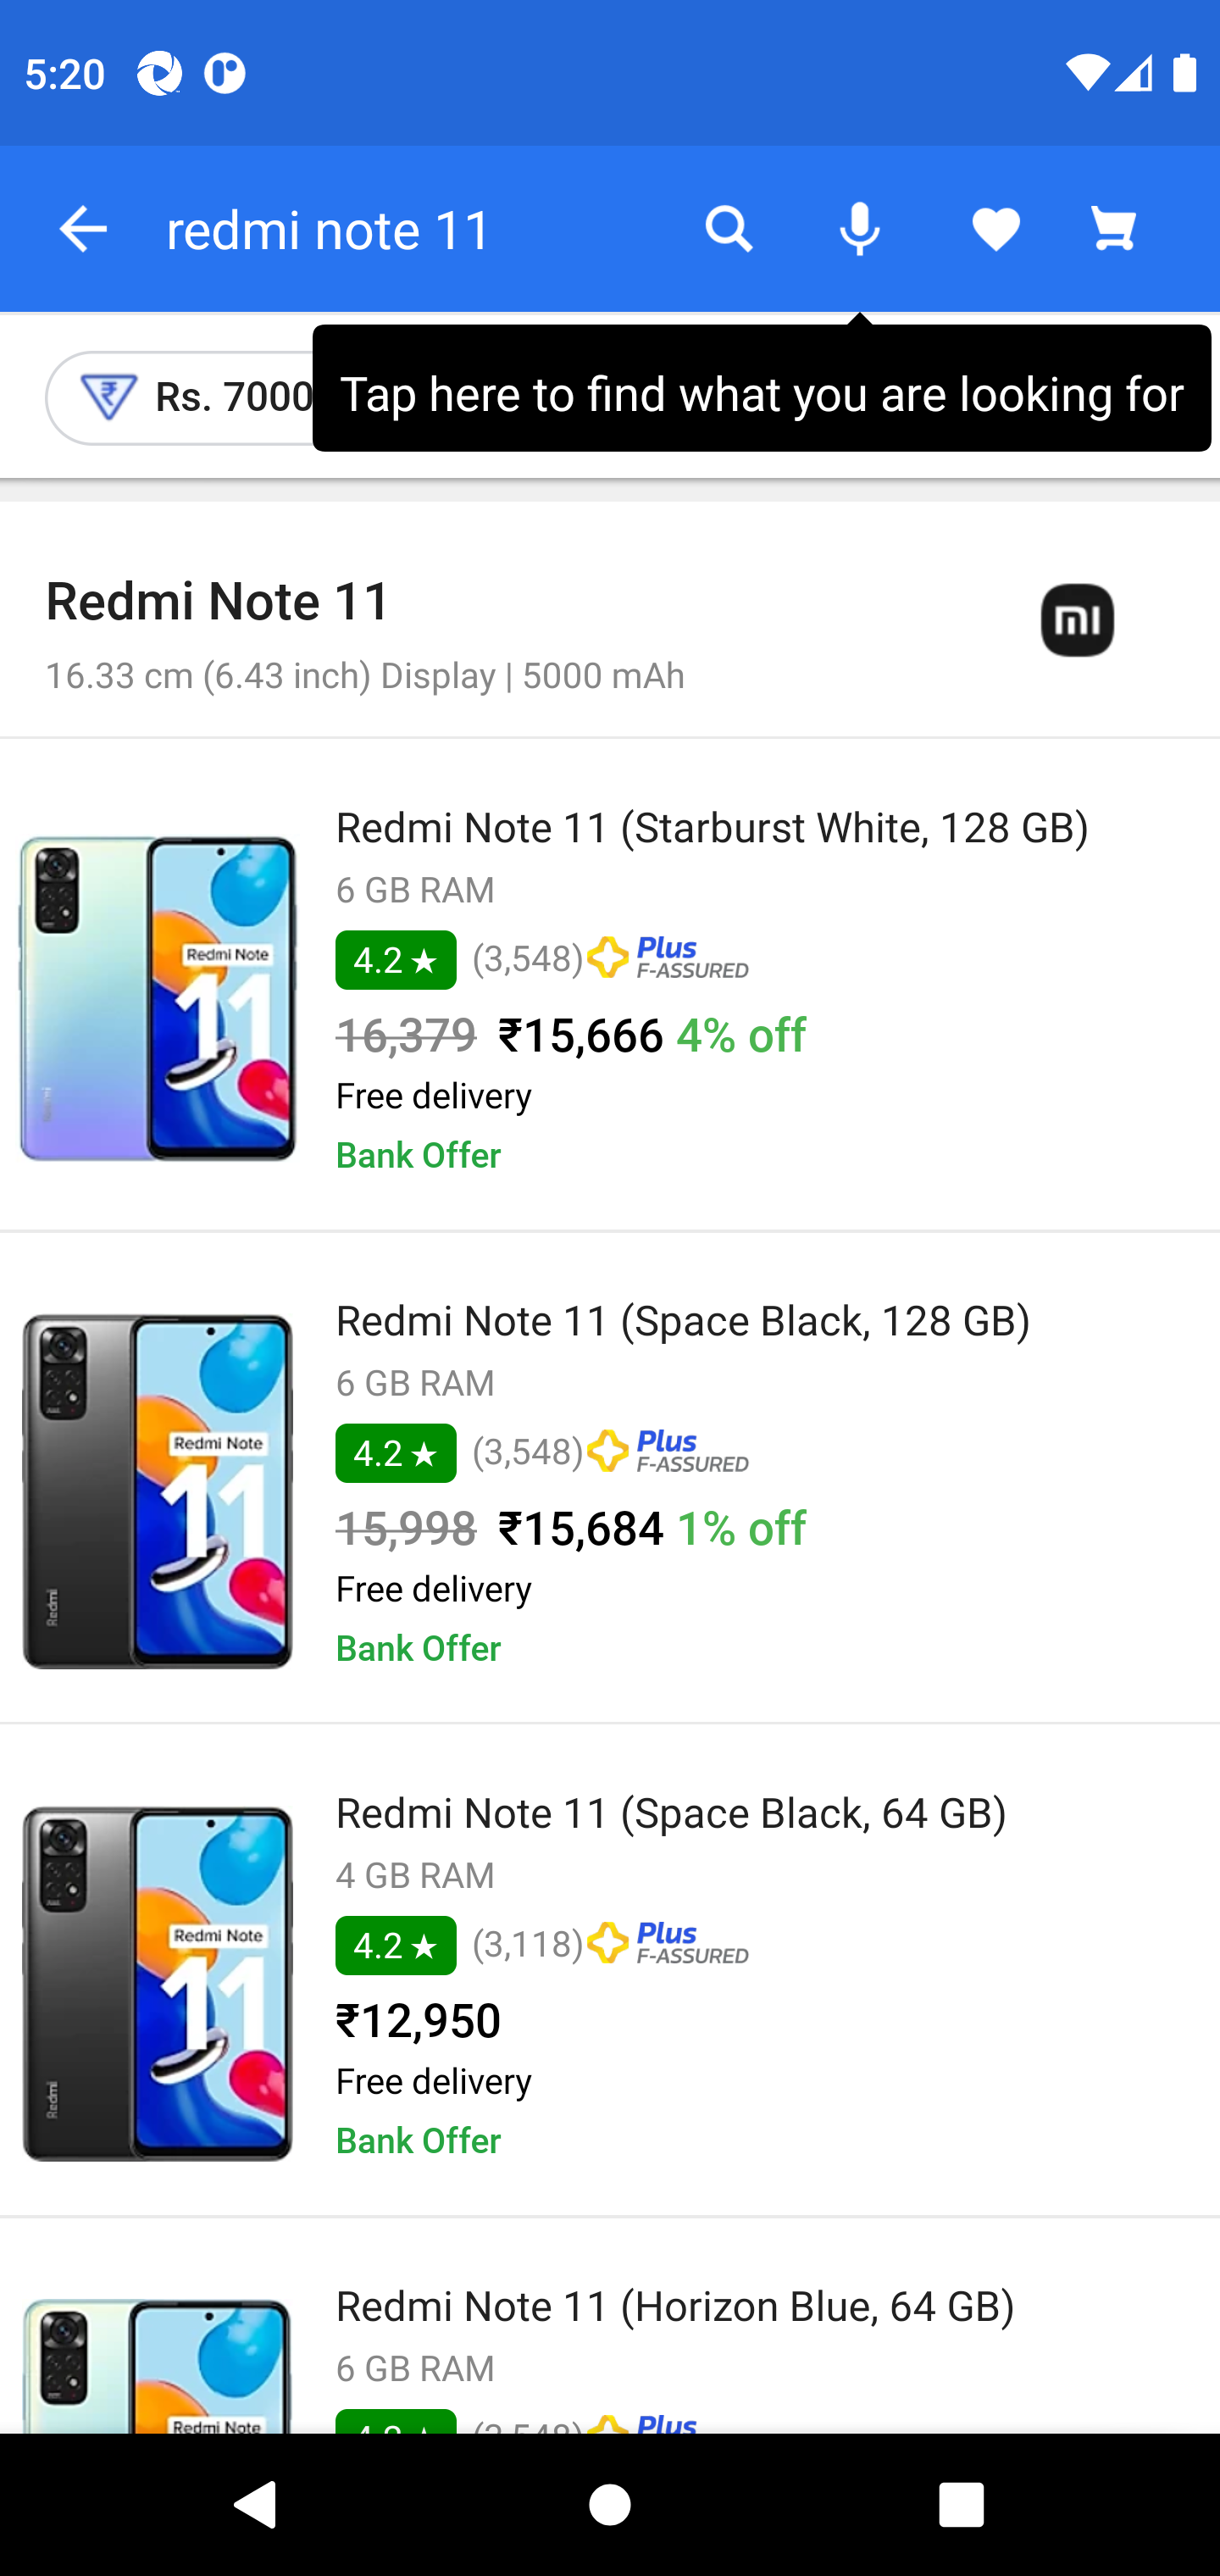 5:20
redmi note 11
Rs. 7000
Tap here to find what you are looking for
Redmi Note 11
16.33 cm (6.43 inch) Display | 5000 mAh
mi
Redmi Note 11 (Starburst White, 128 GB)
6 GB RAM
4.2★ (3,548) Plus F-ASSURED
16,379 ₹15,666 4% off
Free delivery
Bank Offer
Redmi Note
11
Redmi
Redmi Note 11 (Space Black, 128 GB)
6 GB RAM
4.2★ (3,548) Plus F-ASSURED
15,998 ₹15,684 1% off
Free delivery
Bank Offer
Redmi Note
11
Redmi
Redmi Note 11 (Space Black, 64 GB)
6 GB RAM
4.2★ (3,118) Plus F-ASSURED
₹12,950
Free delivery
Bank Offer
Redmi Note
11
Redmi
Redmi Note 11 (Horizon Blue, 64 GB)
6 GB RAM
Plus
Redmi Note